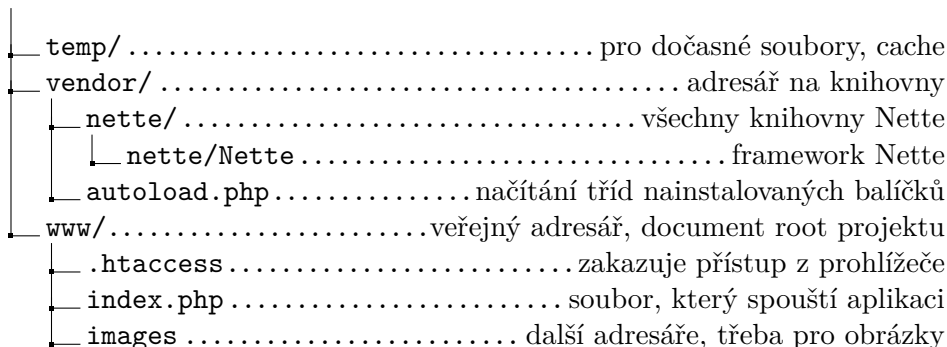 temp/ ................................... pro dočasné soubory, cache
vendor/ ....................................... adresář na knihovny
nette/ .................................. všechny knihovny Nette
nette/Nette ................................ framework Nette
autoload.php ............... načítání tříd nainstalovaných balíčků
www/ ........................ veřejný adresář, document root projektu
.htaccess .......................... zakazuje přístup z prohlížeče
index.php ......................... soubor, který spouští aplikaci
images ......................... další adresáře, třeba pro obrázky